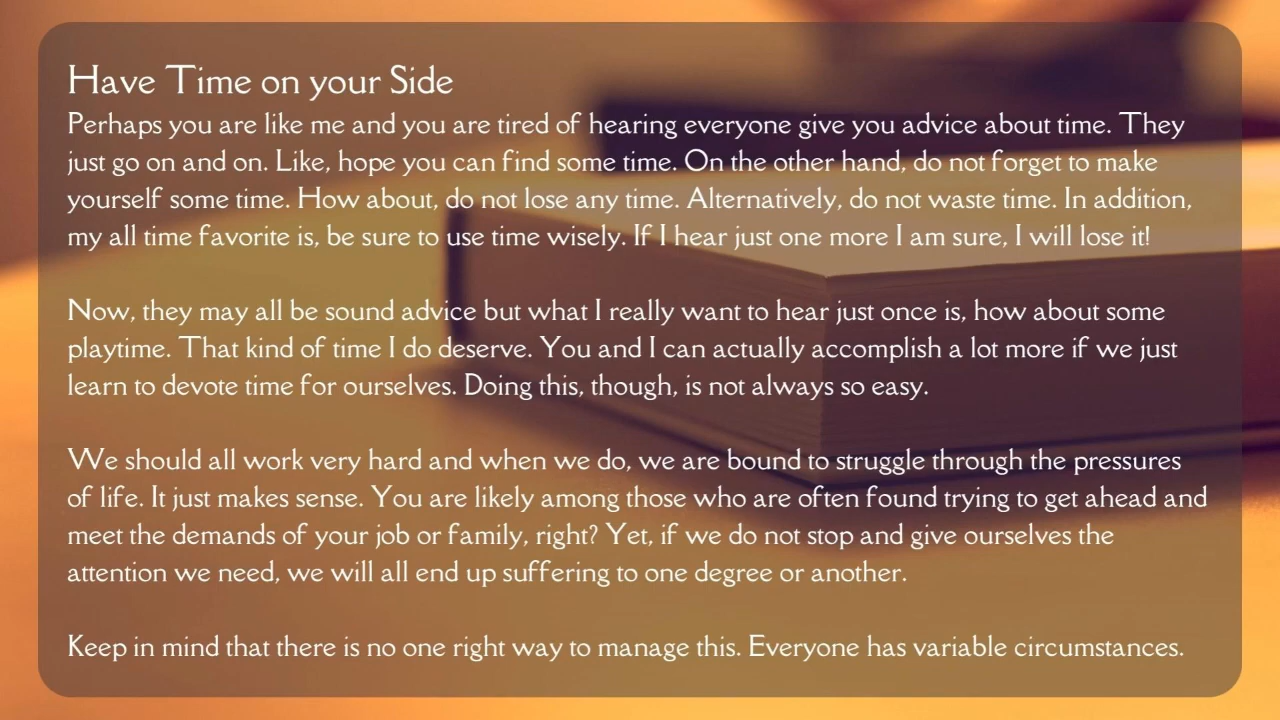 Have Time on your Side
Perhaps you are like me and you are tired of hearing everyone give you advice about time. They
just go on and on. Like, hope you can find some time. On the other hand, do not forget to make
yourself some time. How about, do not lose any time. Alternatively, do not waste time. In addition,
my all time favorite is, be sure to use time wisely. If I hear just one more I am sure, I will lose it!
Now, they may all be sound advice but what I really want to hear just once is, how about some
playtime. That kind of time I do deserve. You and I can actually accomplish a lot more if we just
learn to devote time for ourselves. Doing this, though, is not always so easy.
We should all work very hard and when we do, we are bound to struggle through the pressures
of life. It just makes sense. You are likely among those who are often found trying to get ahead and
meet the demands of your job or family, right? Yet, if we do not stop and give ourselves the
attention we need, we will all end up suffering to one degree or another.
Keep in mind that there is no one right way to manage this. Everyone has variable circumstances.